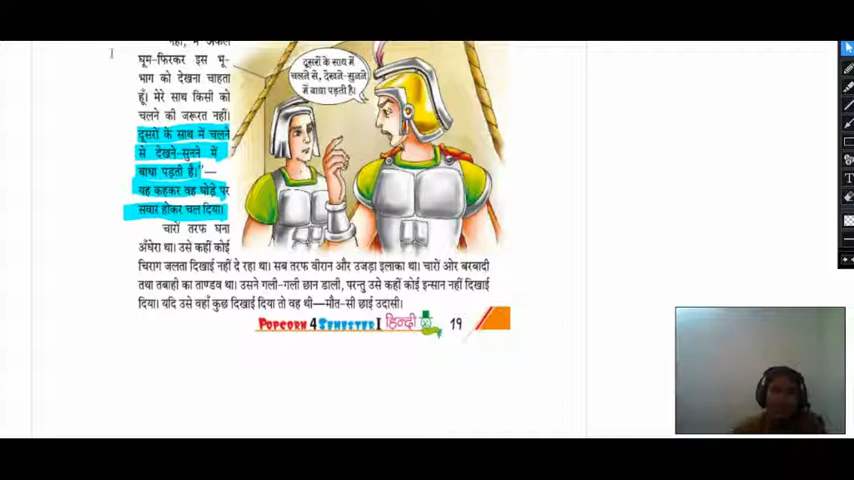 नहीं, मैं अकेले
घूम-फिरकर इस भू-
भाग को देखना चाहता
हूँ। मेरे साथ किसी को
चलने की जरूरत नहीं।
दूसरों के साथ में चलने
से देखने-सुनने में
बाधा पड़ती है।"—
यह कहकर वह घोड़े पर
सवार होकर चल दिया।
चारों तरफ घना
अँधेरा था। उसे कहीं कोई
चिराग जलता दिखाई नहीं दे रहा था। सब तरफ वीरान और उजड़ा इलाका था। चारों ओर बरबादी
तथा तबाही का ताण्डव था। उसने गली-गली छान डाली, परन्तु उसे कहीं कोई इन्सान नहीं दिखाई
दिया। यदि उसे वहाँ कुछ दिखाई दिया तो वह थी—मौत-सी छाई उदासी।
दूसरों के साथ में
चलने से, देखने-सुनने
में बाधा पड़ती है।
POPCORN 4 SEMESTER I हिन्दी 19